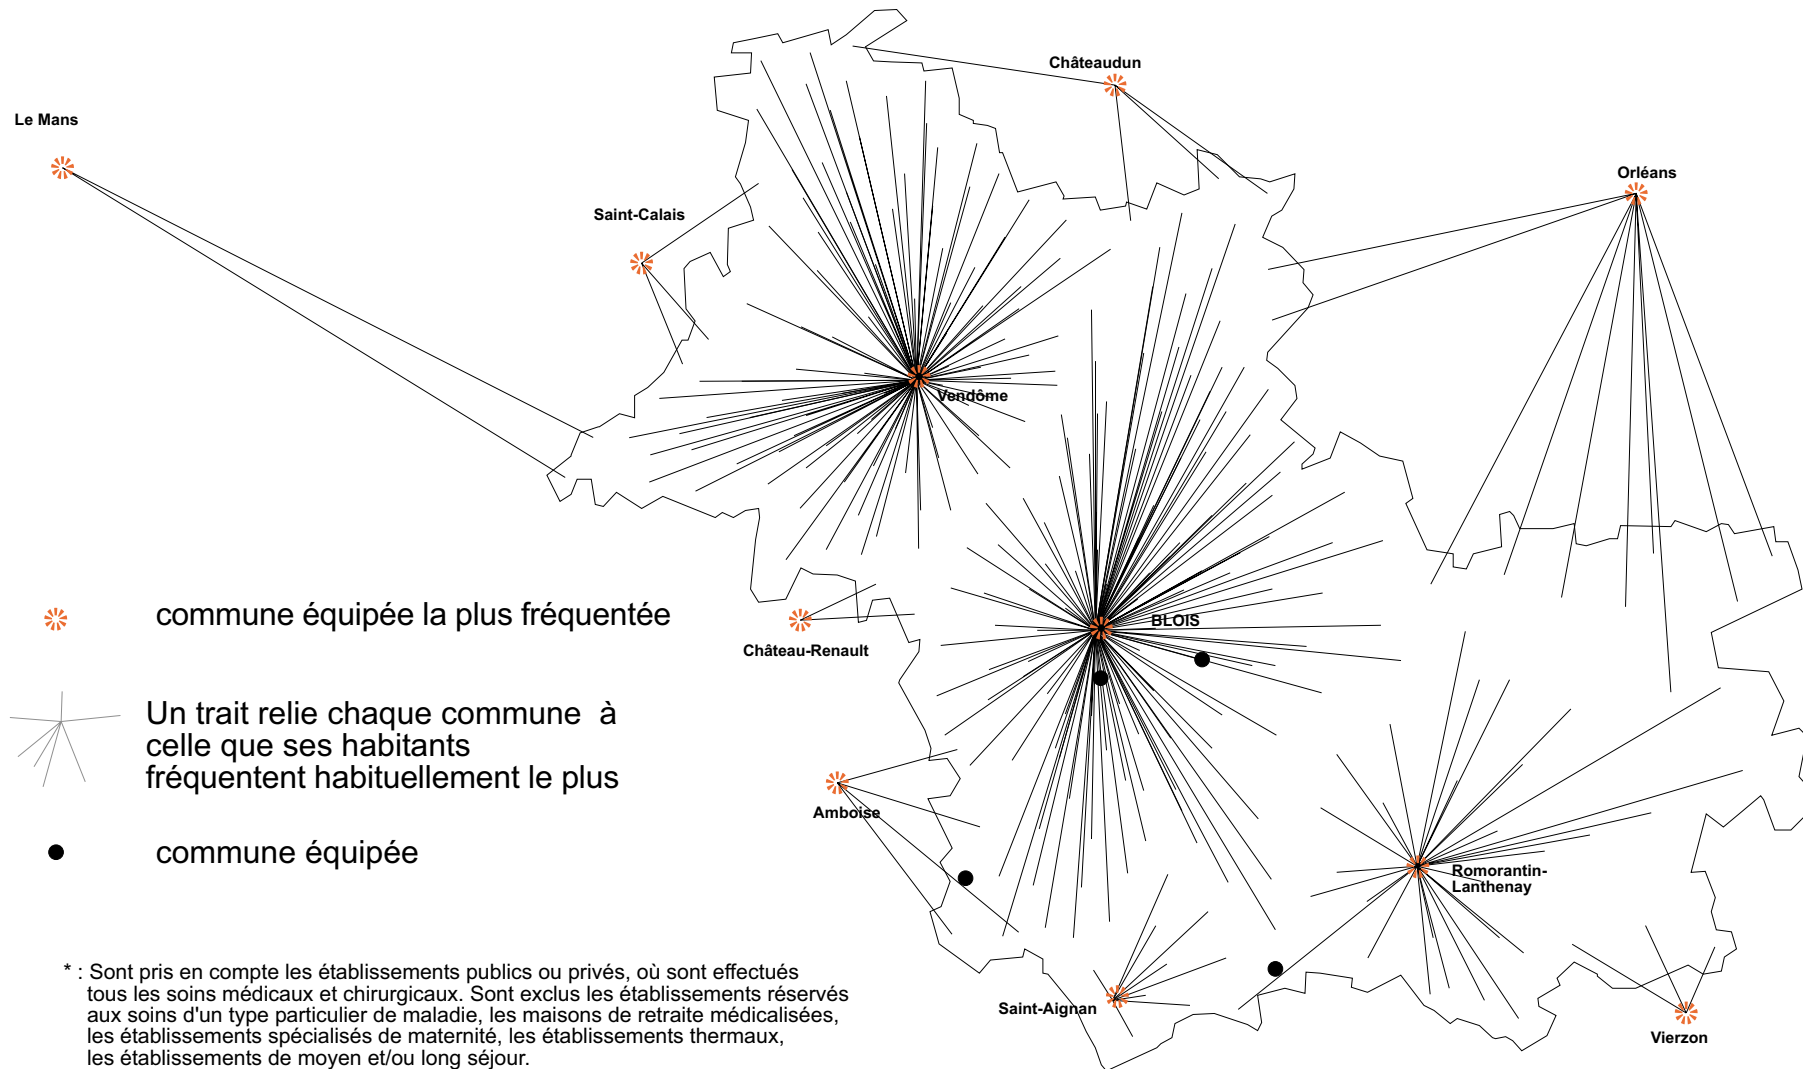 Châteaudun
Le Mans
Orléans
Saint-Calais
Vendôme
commune équipée la plus fréquentée
BLOIS
Château-Renault
Un trait relie chaque commune à
celle que ses habitants
fréquentent habituellement le plus
Amboise
commune équipée
Romorantin-
Lanthenay
* : Sont pris en compte les établissements publics ou privés, où sont effectués
tous les soins médicaux et chirurgicaux. Sont exclus les établissements réservés
aux soins d'un type particulier de maladie, les maisons de retraite médicalisées,
les établissements spécialisés de maternité, les établissements thermaux,
les établissements de moyen et/ou long séjour.
Saint-Aignan
Vierzon